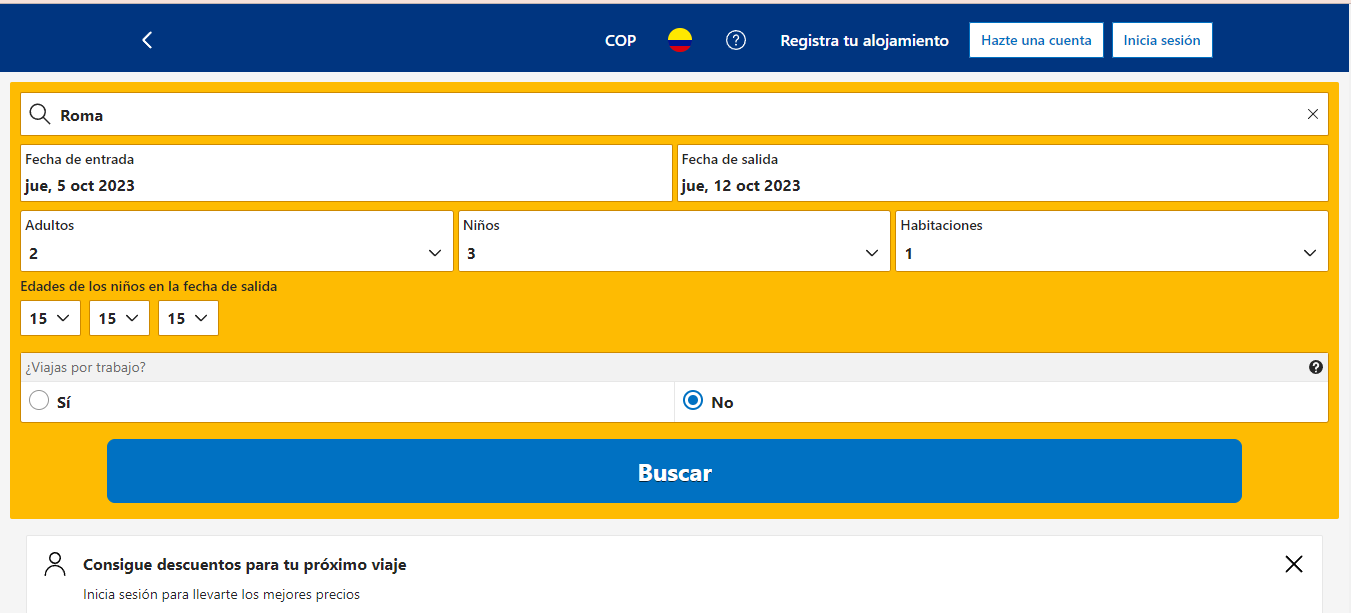 COP Registra tu alojamiento Hazte una cuenta Inicia sesión
Roma
Fecha de entrada Fecha de salida
jue, 5 oct 2023 jue, 12 oct 2023
Adultos Niños Habitaciones
2 3 1
Edades de los niños en la fecha de salida
15 15 15
¿Viajas por trabajo?
Sí No
Buscar
Consigue descuentos para tu próximo viaje
Inicia sesión para llevarte los mejores precios